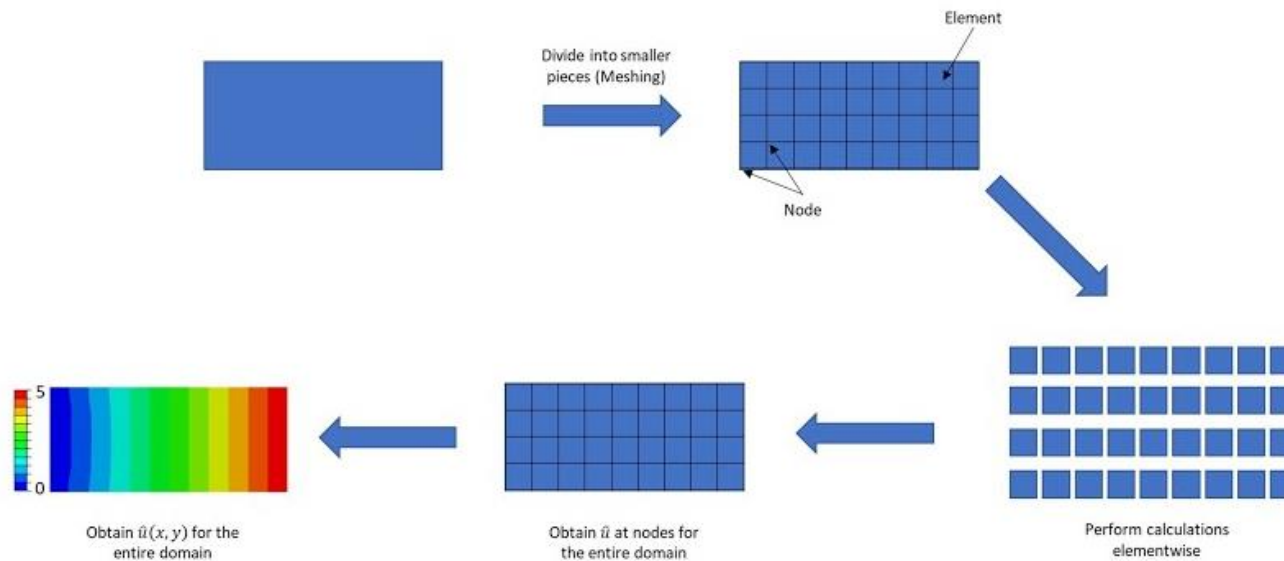 Element
Divide into smaller
pieces (Meshing)
Node
5
0
Obtain û(x, y) for the
entire domain
Obtain û at nodes for
the entire domain
Perform calculations
elementwise